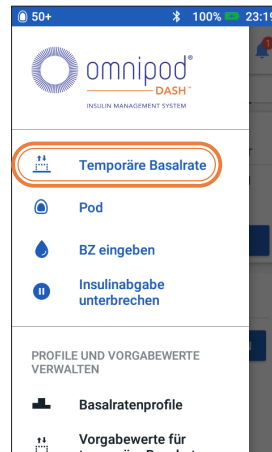 50+ 100% 23:19
omnipod®
DASH™
INSULIN MANAGEMENT SYSTEM
Temporäre Basalrate
Pod
BZ eingeben
Insulinabgabe
unterbrechen
PROFILE UND VORGABEWERTE
VERWALTEN
Basalratenprofile
Vorgabewerte für